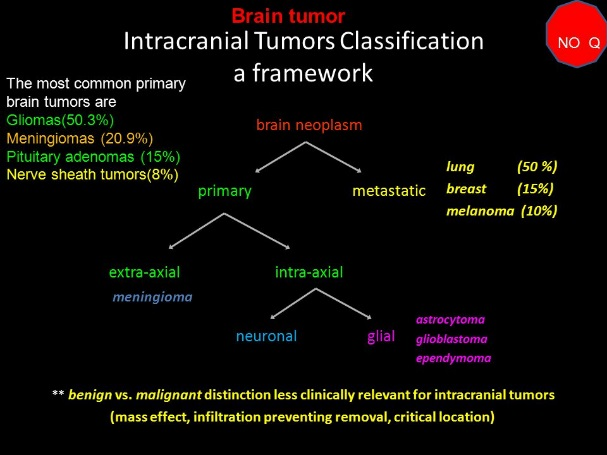 Brain tumor
Intracranial Tumors Classification
a framework
NO Q
The most common primary
brain tumors are
Gliomas(50.3%)
Meningiomas (20.9%)
Pituitary adenomas (15%)
Nerve sheath tumors(8%)
brain neoplasm
primary
metastatic
lung (50 %)
breast (15%)
melanoma (10%)
extra-axial
meningioma
intra-axial
neuronal
glial
astrocytoma
glioblastoma
ependymoma
** benign vs. malignant distinction less clinically relevant for intracranial tumors
(mass effect, infiltration preventing removal, critical location)